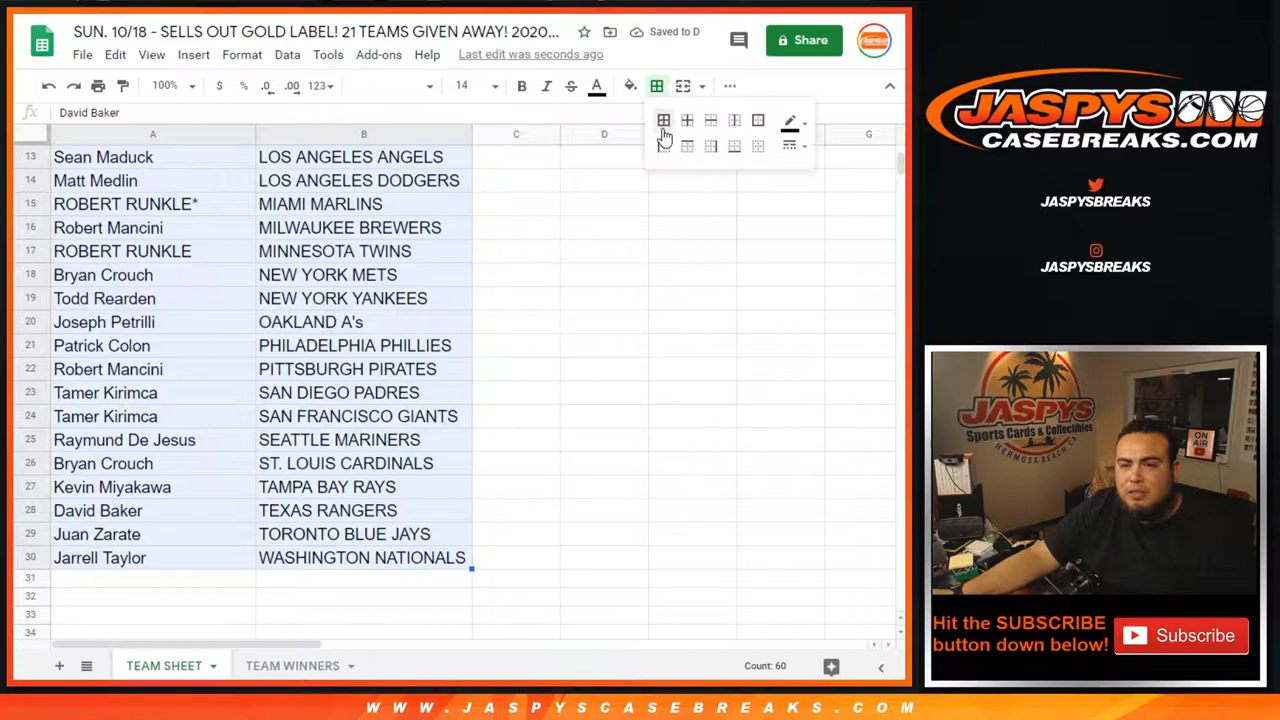 SUN. 10/18 - SELLS OUT GOLD LABEL! 21 TEAMS GIVEN AWAY! 2020...
Saved to D
Share
File Edit View Insert Format Data Tools Add-ons Help Last edit was seconds ago
100% $ % .0 .00 123 14 B I S A
fx David Baker
A B C D G
13 Sean Maduck LOS ANGELES ANGELS
14 Matt Medlin LOS ANGELES DODGERS
15 ROBERT RUNKLE* MIAMI MARLINS
16 Robert Mancini MILWAUKEE BREWERS
17 ROBERT RUNKLE MINNESOTA TWINS
18 Bryan Crouch NEW YORK METS
19 Todd Rearden NEW YORK YANKEES
20 Joseph Petrilli OAKLAND A's
21 Patrick Colon PHILADELPHIA PHILLIES
22 Robert Mancini PITTSBURGH PIRATES
23 Tamer Kirimca SAN DIEGO PADRES
24 Tamer Kirimca SAN FRANCISCO GIANTS
25 Raymund De Jesus SEATTLE MARINERS
26 Bryan Crouch ST. LOUIS CARDINALS
27 Kevin Miyakawa TAMPA BAY RAYS
28 David Baker TEXAS RANGERS
29 Juan Zarate TORONTO BLUE JAYS
30 Jarrell Taylor WASHINGTON NATIONALS
31
32
33
34
TEAM SHEET TEAM WINNERS Count: 60
JASPYS
CASEBREAKS.COM
JASPYSBREAKS
JASPYSBREAKS
JASPYS
Sports Cards & Collectibles
HERMOSA BEACH CA
ON
AIR
Hit the SUBSCRIBE
button down below!
Subscribe
WWW.JASPYSCASEBREAKS.COM